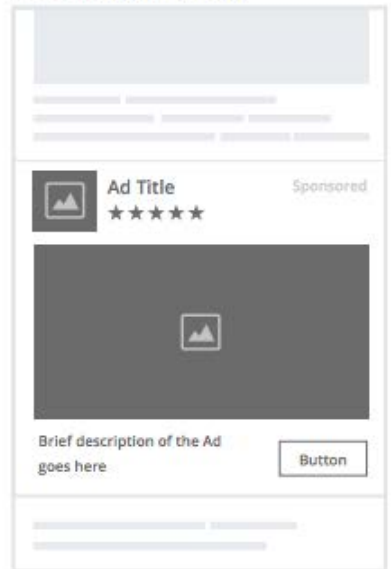 Ad Title
Sponsored
Brief description of the Ad
goes here
Button